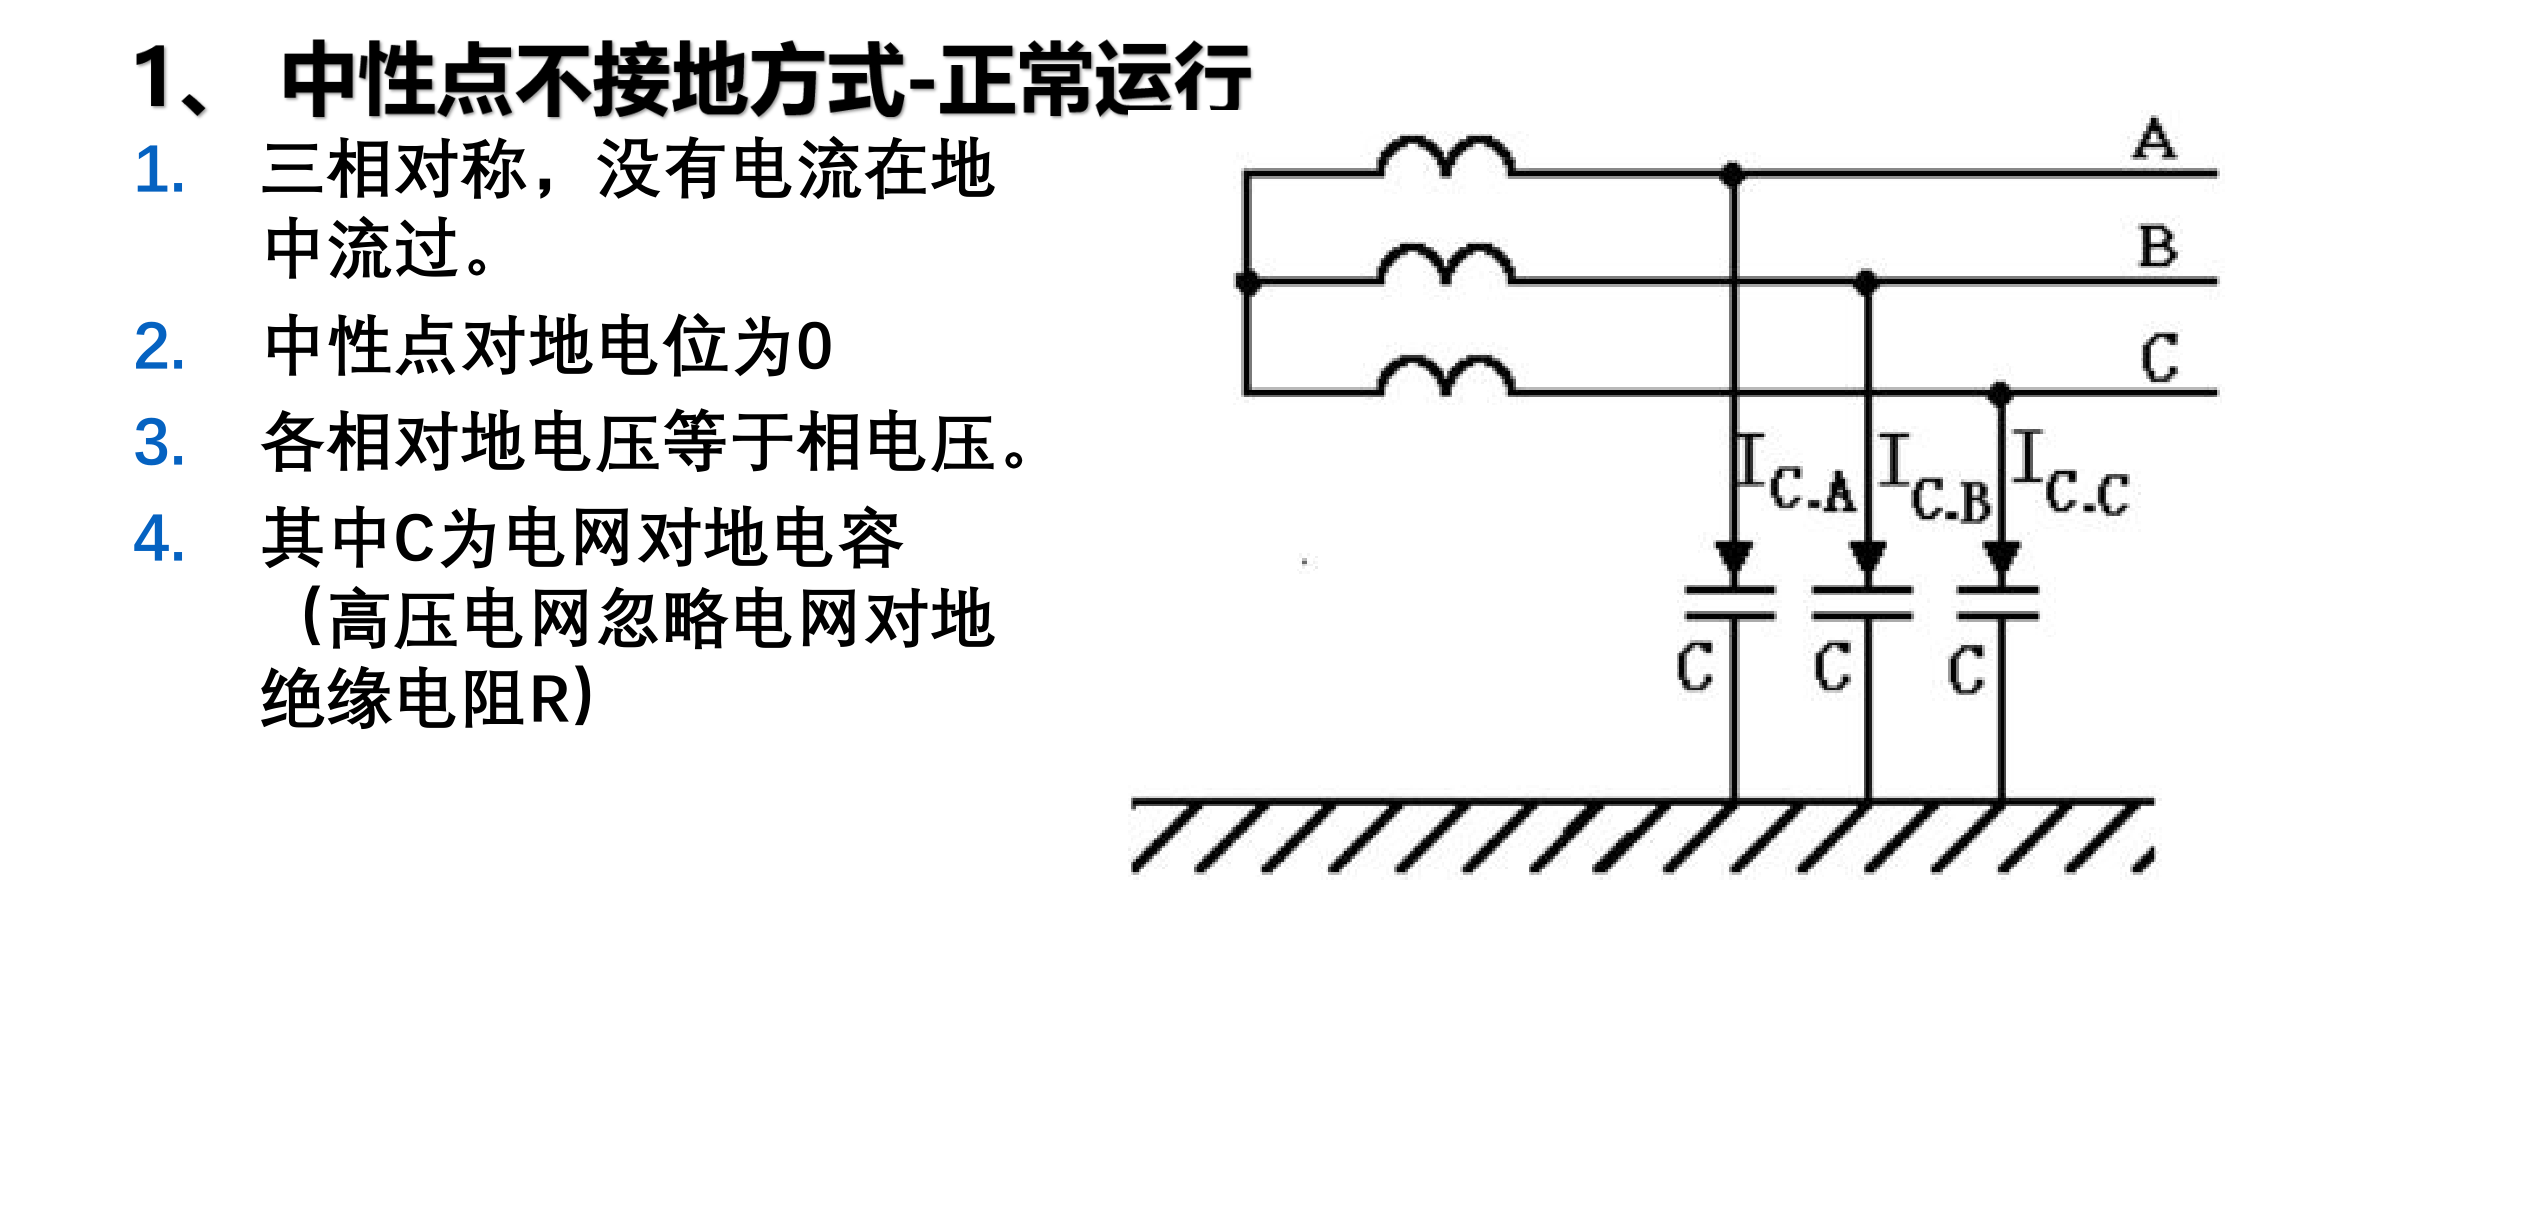 1、 中性点不接地方式-正常运行
1. 三相对称，没有电流在地
中流过。
2. 中性点对地电位为0
3. 各相对地电压等于相电压。
4. 其中C为电网对地电容
（高压电网忽略电网对地
绝缘电阻R）
A
B
C
I C-A I C-B I C-C
C C C